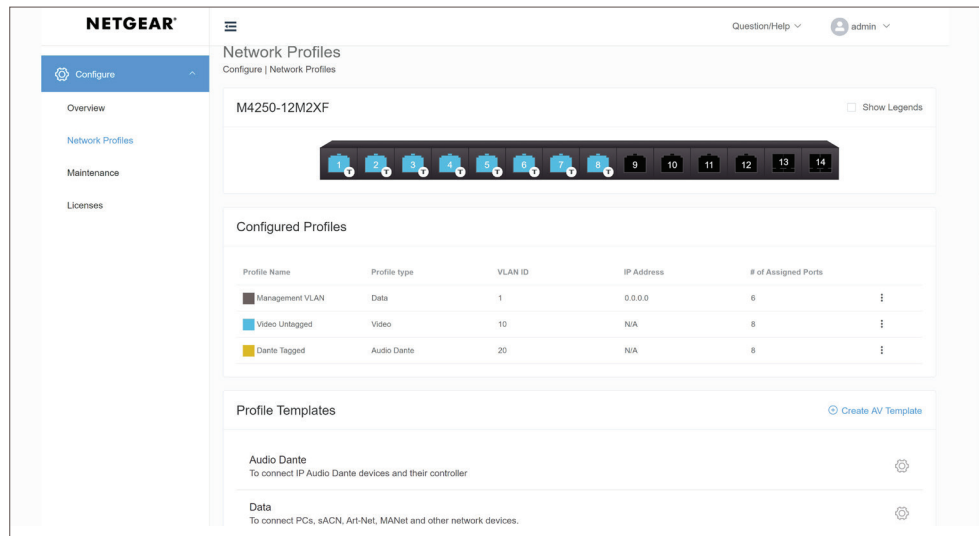 NETGEAR®
Question/Help
admin
Network Profiles
Configure | Network Profiles
Configure
Overview
Network Profiles
Maintenance
Licenses
M4250-12M2XF
Show Legends
1 2 3 4 5 6 7 8 9 10 11 12 13 14
T T T T T T T T
Configured Profiles
Profile Name Profile type VLAN ID IP Address # of Assigned Ports
Management VLAN Data 1 0.0.0.0 6
Video Untagged Video 10 N/A 8
Dante Tagged Audio Dante 20 N/A 8
Profile Templates
Create AV Template
Audio Dante
To connect IP Audio Dante devices and their controller
Data
To connect PCs, sACN, Art-Net, MANet and other network devices.